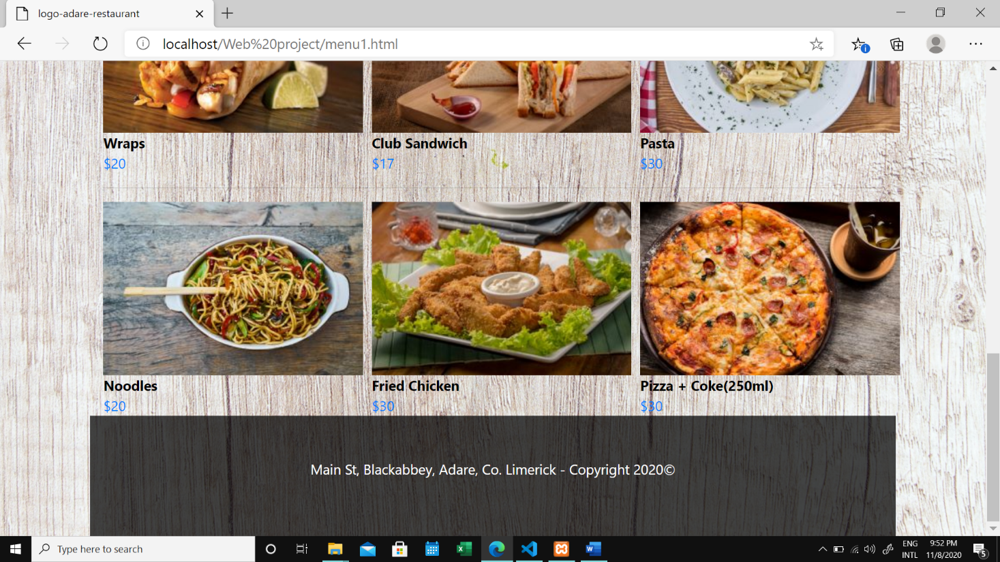 logo-adare-restaurant
localhost/Web%20project/menu1.html
Wraps
$20
Club Sandwich
$17
Pasta
$30
Noodles
$20
Fried Chicken
$30
Pizza + Coke(250ml)
$30
Main St, Blackabbey, Adare, Co. Limerick - Copyright 2020©
Type here to search
ENG
INTL
9:52 PM
11/8/2020
5